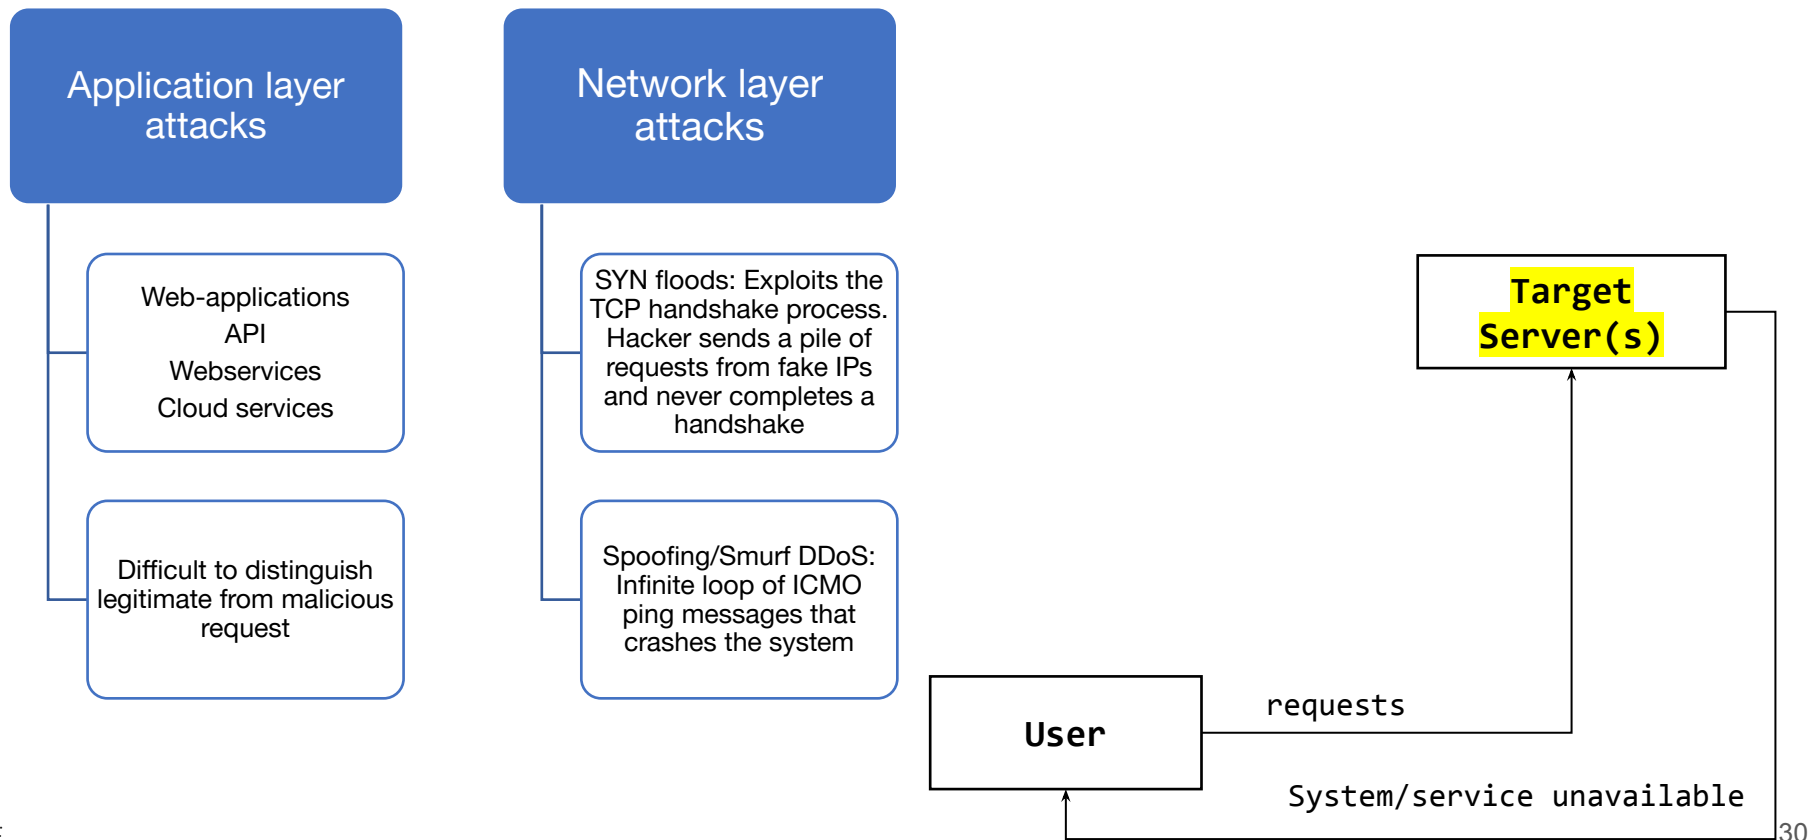 Application layer
attacks
Web-applications
API
Webservices
Cloud services
Difficult to distinguish
legitimate from malicious
request
Network layer
attacks
SYN floods: Exploits the
TCP handshake process.
Hacker sends a pile of
requests from fake IPs
and never completes a
handshake
Spoofing/Smurf DDoS:
Infinite loop of ICMO
ping messages that
crashes the system
Target
Server(s)
User
requests
System/service unavailable
30